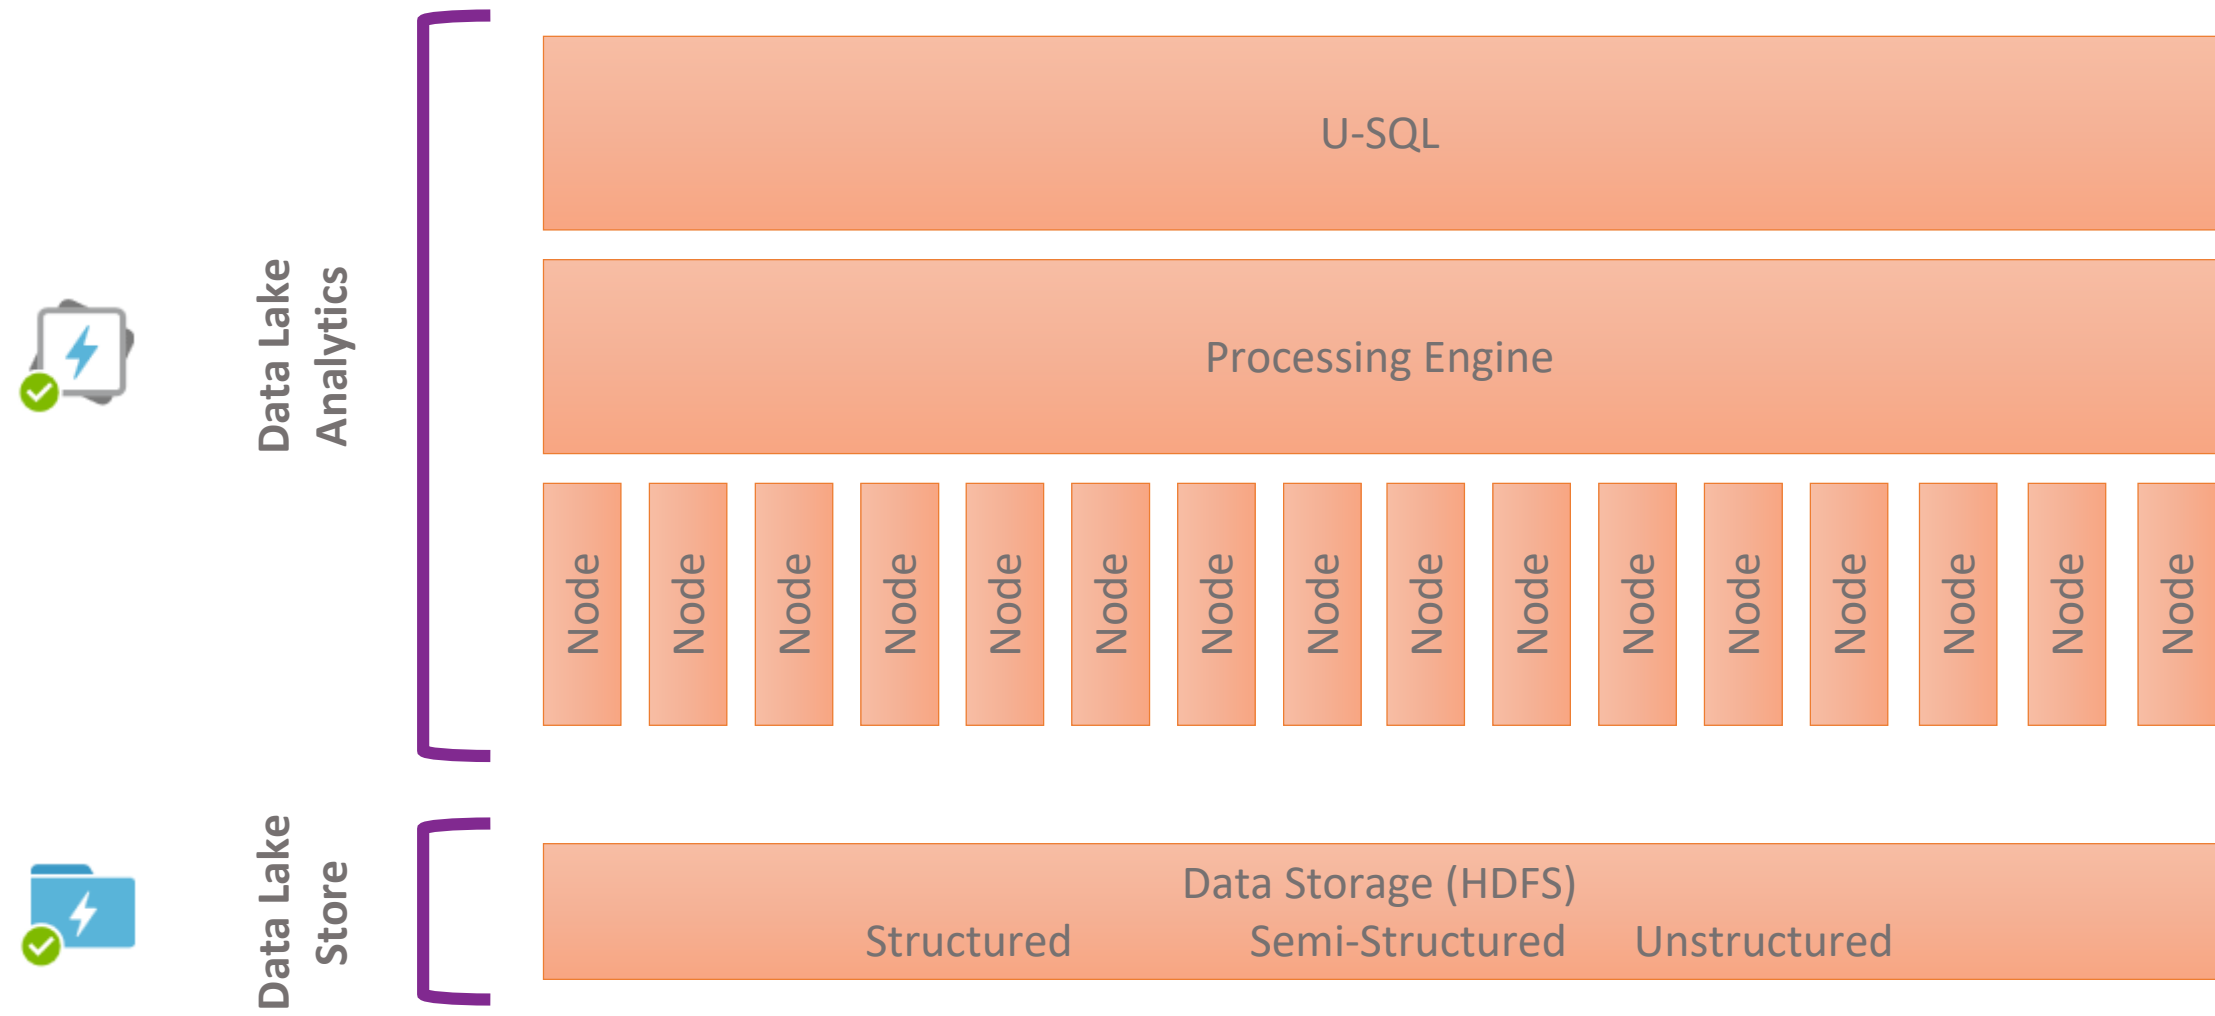 Data Lake
Analytics
U-SQL
Processing Engine
Node Node Node Node Node Node Node Node Node Node Node Node Node Node Node Node
Data Lake
Store
Data Storage (HDFS)
Structured Semi-Structured Unstructured